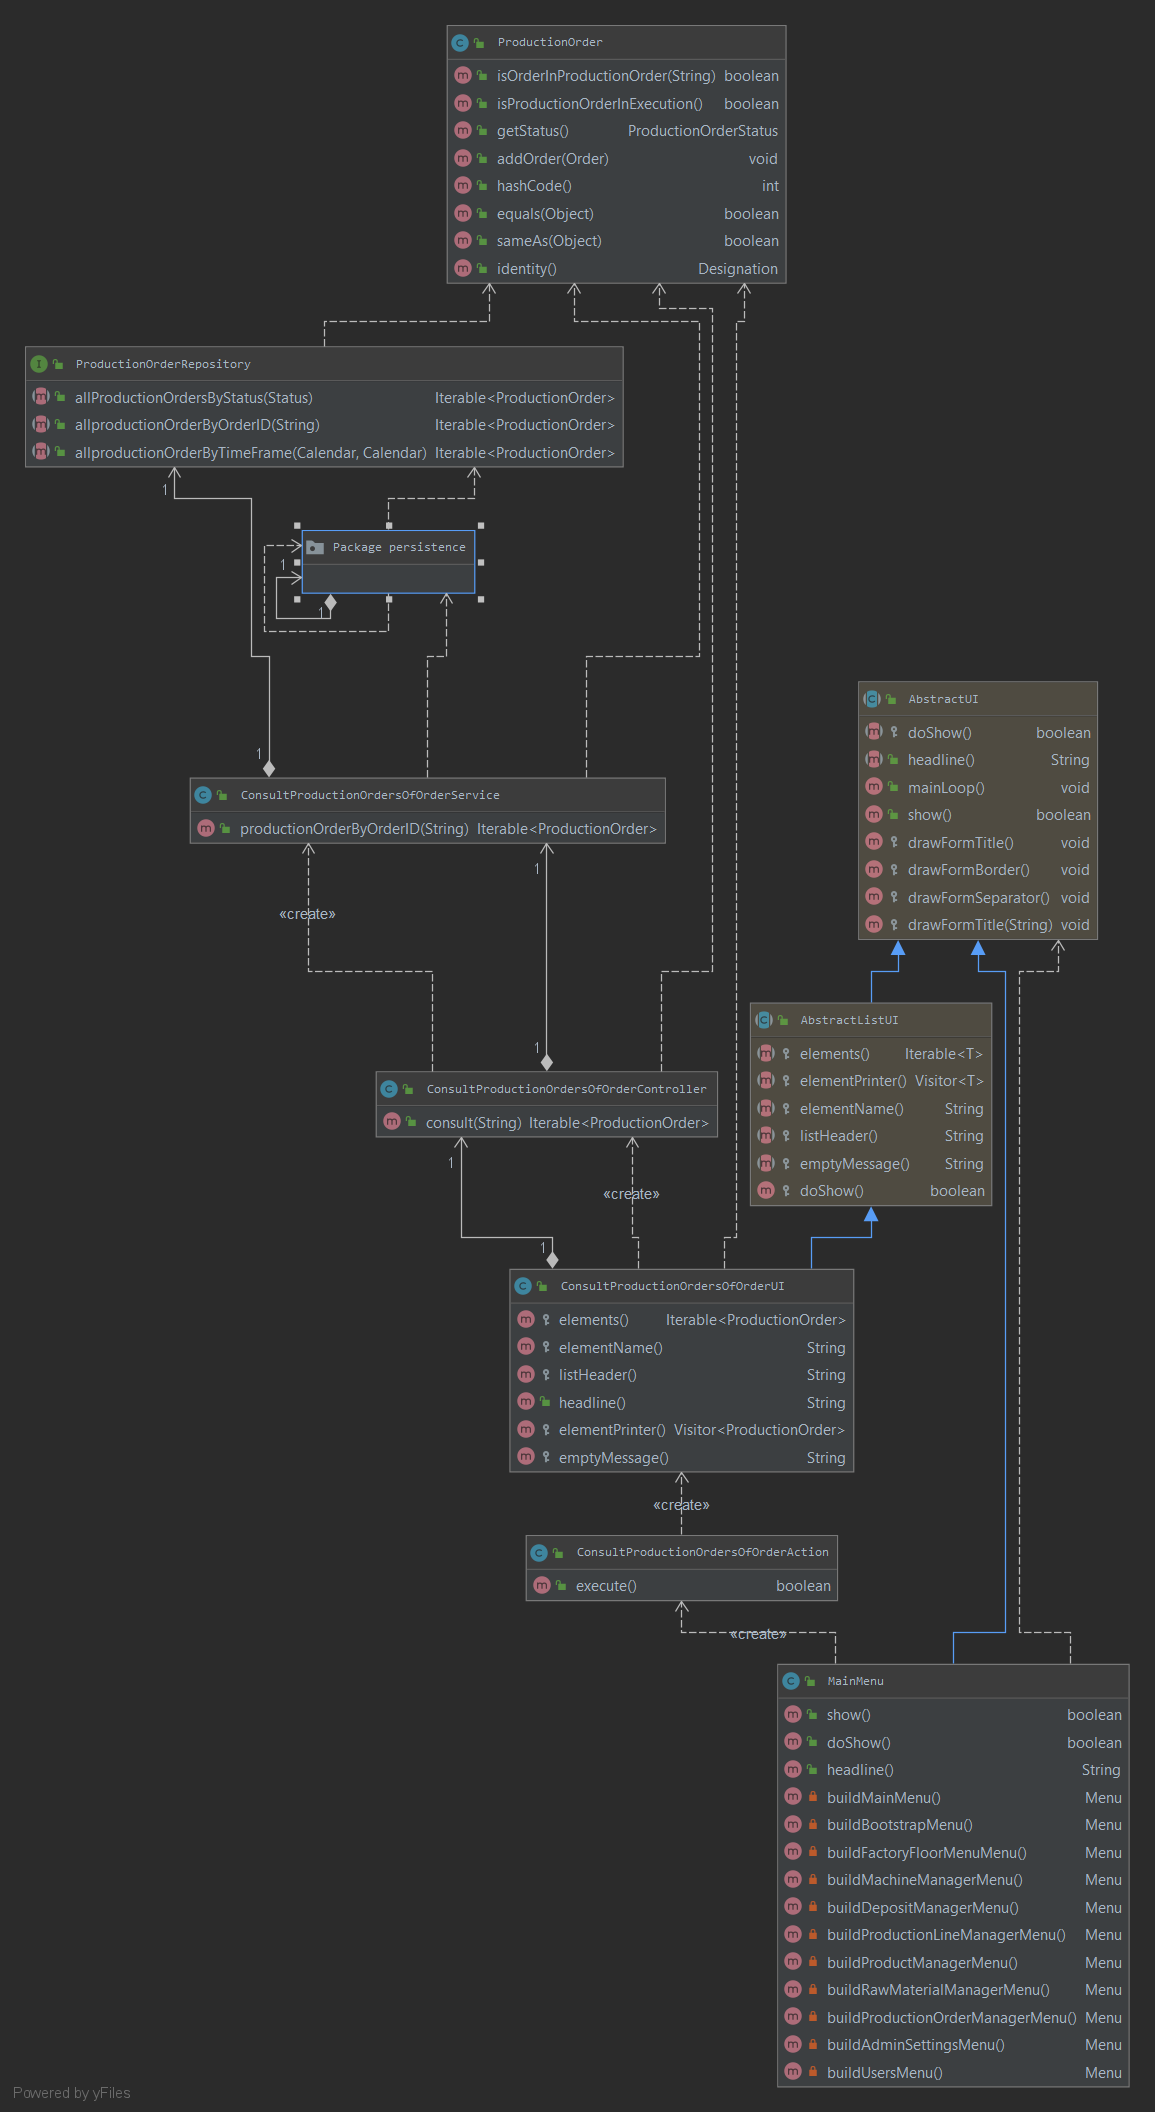 ProductionOrder
isOrderInProductionOrder(String) boolean
isProductionOrderInExecution() boolean
getStatus() ProductionOrderStatus
addOrder(Order) void
hashCode() int
equals(Object) boolean
sameAs(Object) boolean
identity() Designation
ProductionOrderRepository
allProductionOrdersByStatus(Status) Iterable<ProductionOrder>
allproductionOrderByOrderID(String) Iterable<ProductionOrder>
allproductionOrderByTimeFrame(Calendar, Calendar) Iterable<ProductionOrder>
1
Package persistence
1
1
AbstractUI
doShow() boolean
headline() String
mainLoop() void
show() boolean
drawFormTitle() void
drawFormBorder() void
drawFormSeparator() void
drawFormTitle(String) void
1
ConsultProductionOrdersOfOrderService
productionOrderByOrderID(String) Iterable<ProductionOrder>
1
«create»
AbstractListUI
elements() Iterable<T>
elementPrinter() Visitor<T>
elementName() String
listHeader() String
emptyMessage() String
doShow() boolean
1
ConsultProductionOrdersOfOrderController
consult(String) Iterable<ProductionOrder>
1
«create»
1
ConsultProductionOrdersOfOrderUI
elements() Iterable<ProductionOrder>
elementName() String
listHeader() String
headline() String
elementPrinter() Visitor<ProductionOrder>
emptyMessage() String
«create»
ConsultProductionOrdersOfOrderAction
execute() boolean
«create»
MainMenu
show() boolean
doShow() boolean
headline() String
buildMainMenu() Menu
buildBootstrapMenu() Menu
buildFactoryFloorMenuMenu() Menu
buildMachineManagerMenu() Menu
buildDepositManagerMenu() Menu
buildProductionLineManagerMenu() Menu
buildProductManagerMenu() Menu
buildRawMaterialManagerMenu() Menu
buildProductionOrderManagerMenu() Menu
buildAdminSettingsMenu() Menu
buildUsersMenu() Menu
Powered by yFiles